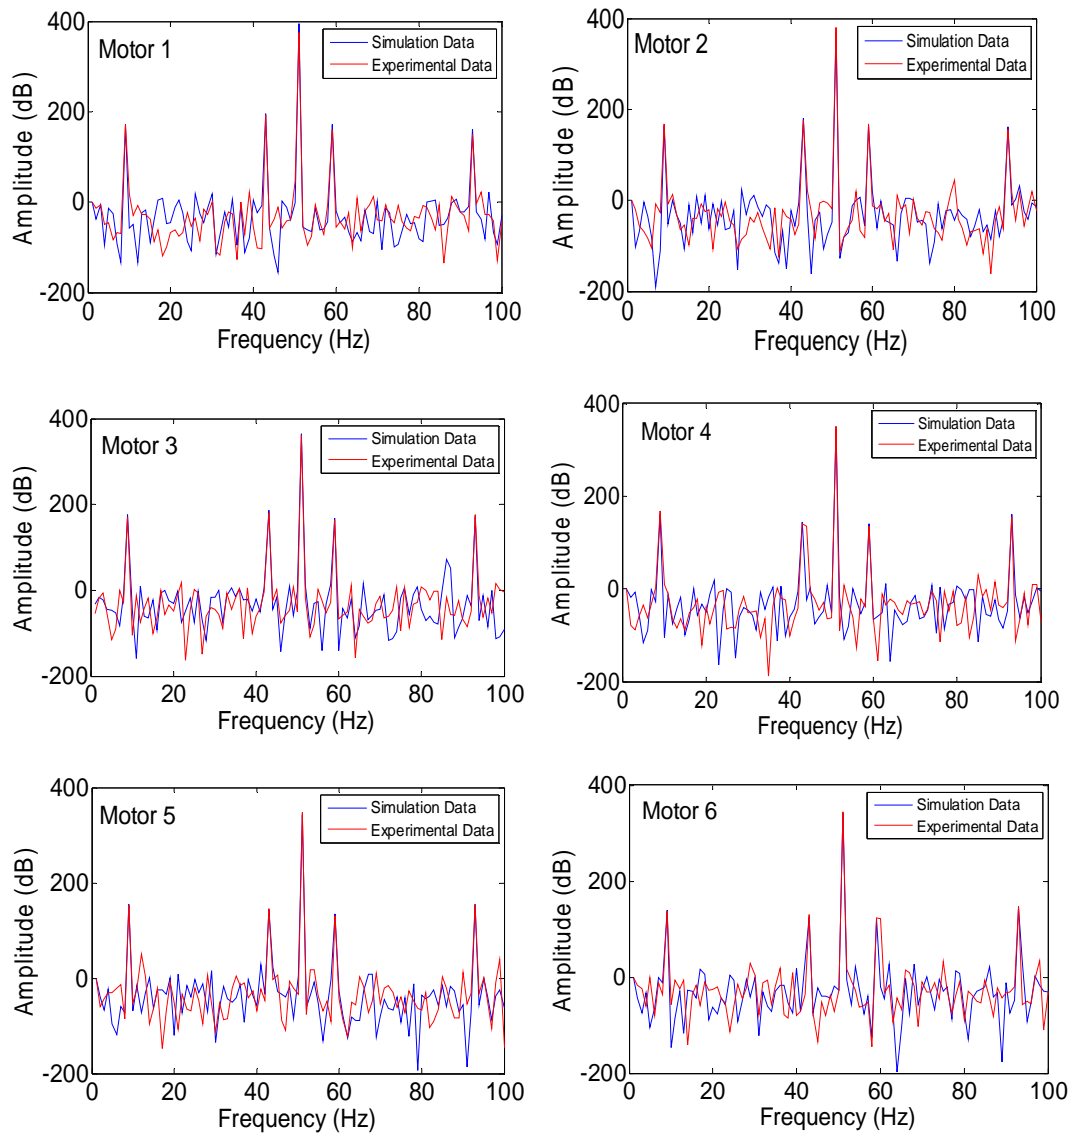 Motor 1
Simulation Data
Experimental Data
Amplitude (dB)
400
200
0
-200
0 20 40 60 80 100
Frequency (Hz)
Motor 2
Simulation Data
Experimental Data
Amplitude (dB)
400
200
0
-200
0 20 40 60 80 100
Frequency (Hz)
Motor 3
Simulation Data
Experimental Data
Amplitude (dB)
400
200
0
-200
0 20 40 60 80 100
Frequency (Hz)
Motor 4
Simulation Data
Experimental Data
Amplitude (dB)
400
200
0
-200
0 20 40 60 80 100
Frequency (Hz)
Motor 5
Simulation Data
Experimental Data
Amplitude (dB)
400
200
0
-200
0 20 40 60 80 100
Frequency (Hz)
Motor 6
Simulation Data
Experimental Data
Amplitude (dB)
400
200
0
-200
0 20 40 60 80 100
Frequency (Hz)